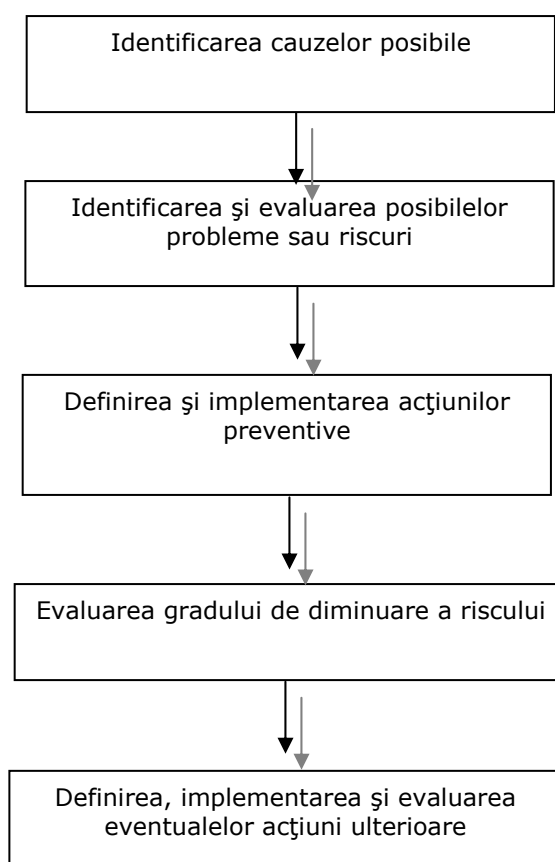 Identificarea cauzelor posibile
Identificarea şi evaluarea posibilelor
probleme sau riscuri
Definirea şi implementarea acţiunilor
preventive
Evaluarea gradului de diminuare a riscului
Definirea, implementarea şi evaluarea
eventualelor acţiuni ulterioare